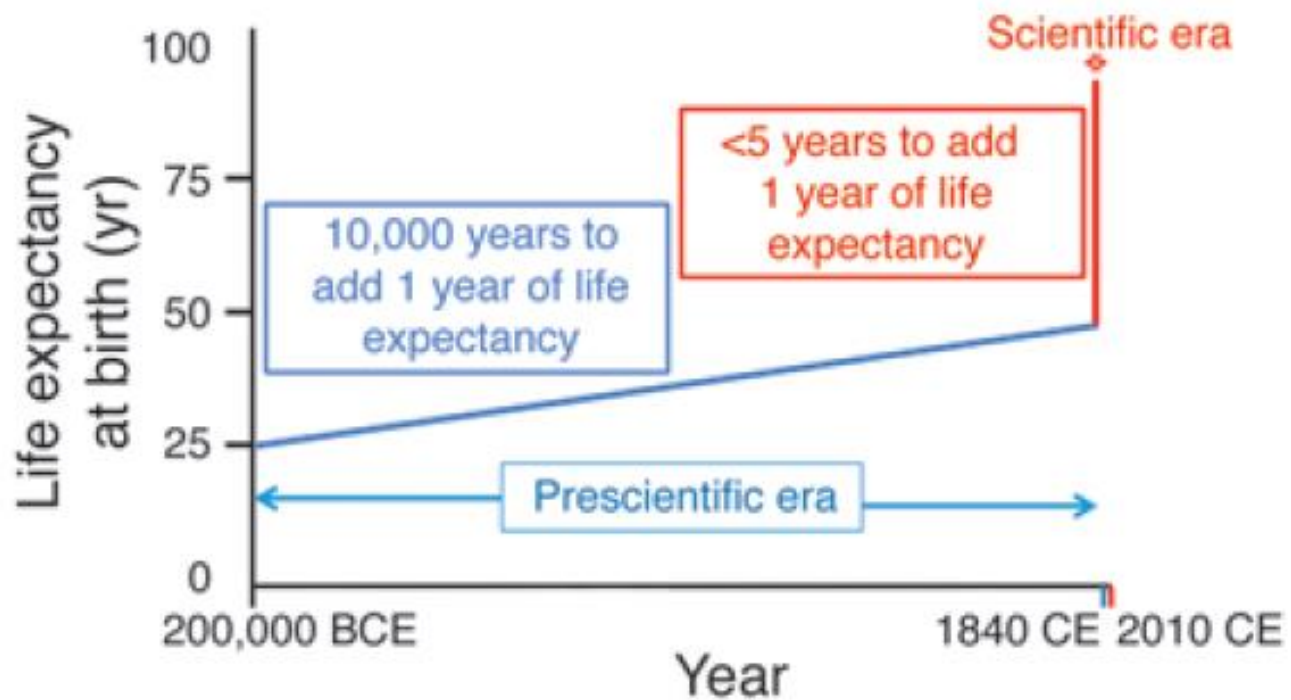 Scientific era
100
75
50
25
0
Life expectancy
at birth (yr)
<5 years to add
1 year of life
expectancy
10,000 years to
add 1 year of life
expectancy
Prescientific era
200,000 BCE
1840 CE
2010 CE
Year